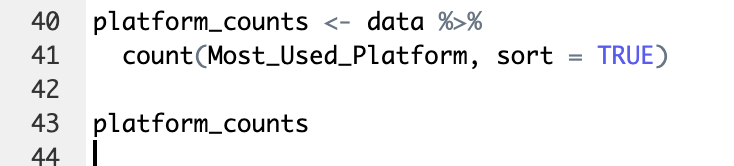 40 platform_counts <- data %>%
41   count(Most_Used_Platform, sort = TRUE)
42
43 platform_counts
44